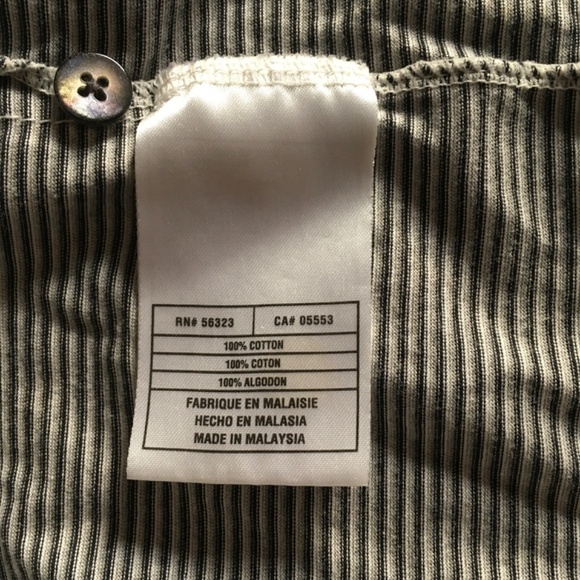 RN# 56323 CA# 05553
100% COTTON
100% COTON
100% ALGODON
FABRIQUE EN MALAISIE
HECHO EN MALASIA
MADE IN MALAYSIA